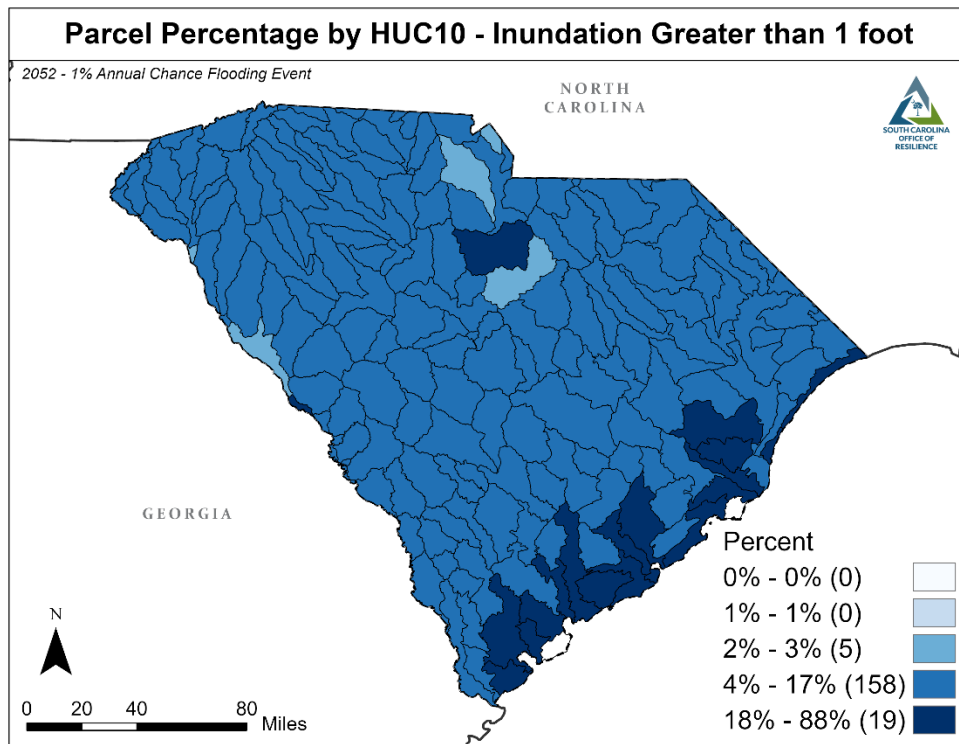 Parcel Percentage by HUC10 - Inundation Greater than 1 foot
2052 - 1% Annual Chance Flooding Event
NORTH
CAROLINA
SOUTH CAROLINA
OFFICE OF
RESILIENCE
GEORGIA
Percent
0% - 0% (0)
1% - 1% (0)
2% - 3% (5)
4% - 17% (158)
18% - 88% (19)
N
0 20 40 80 Miles